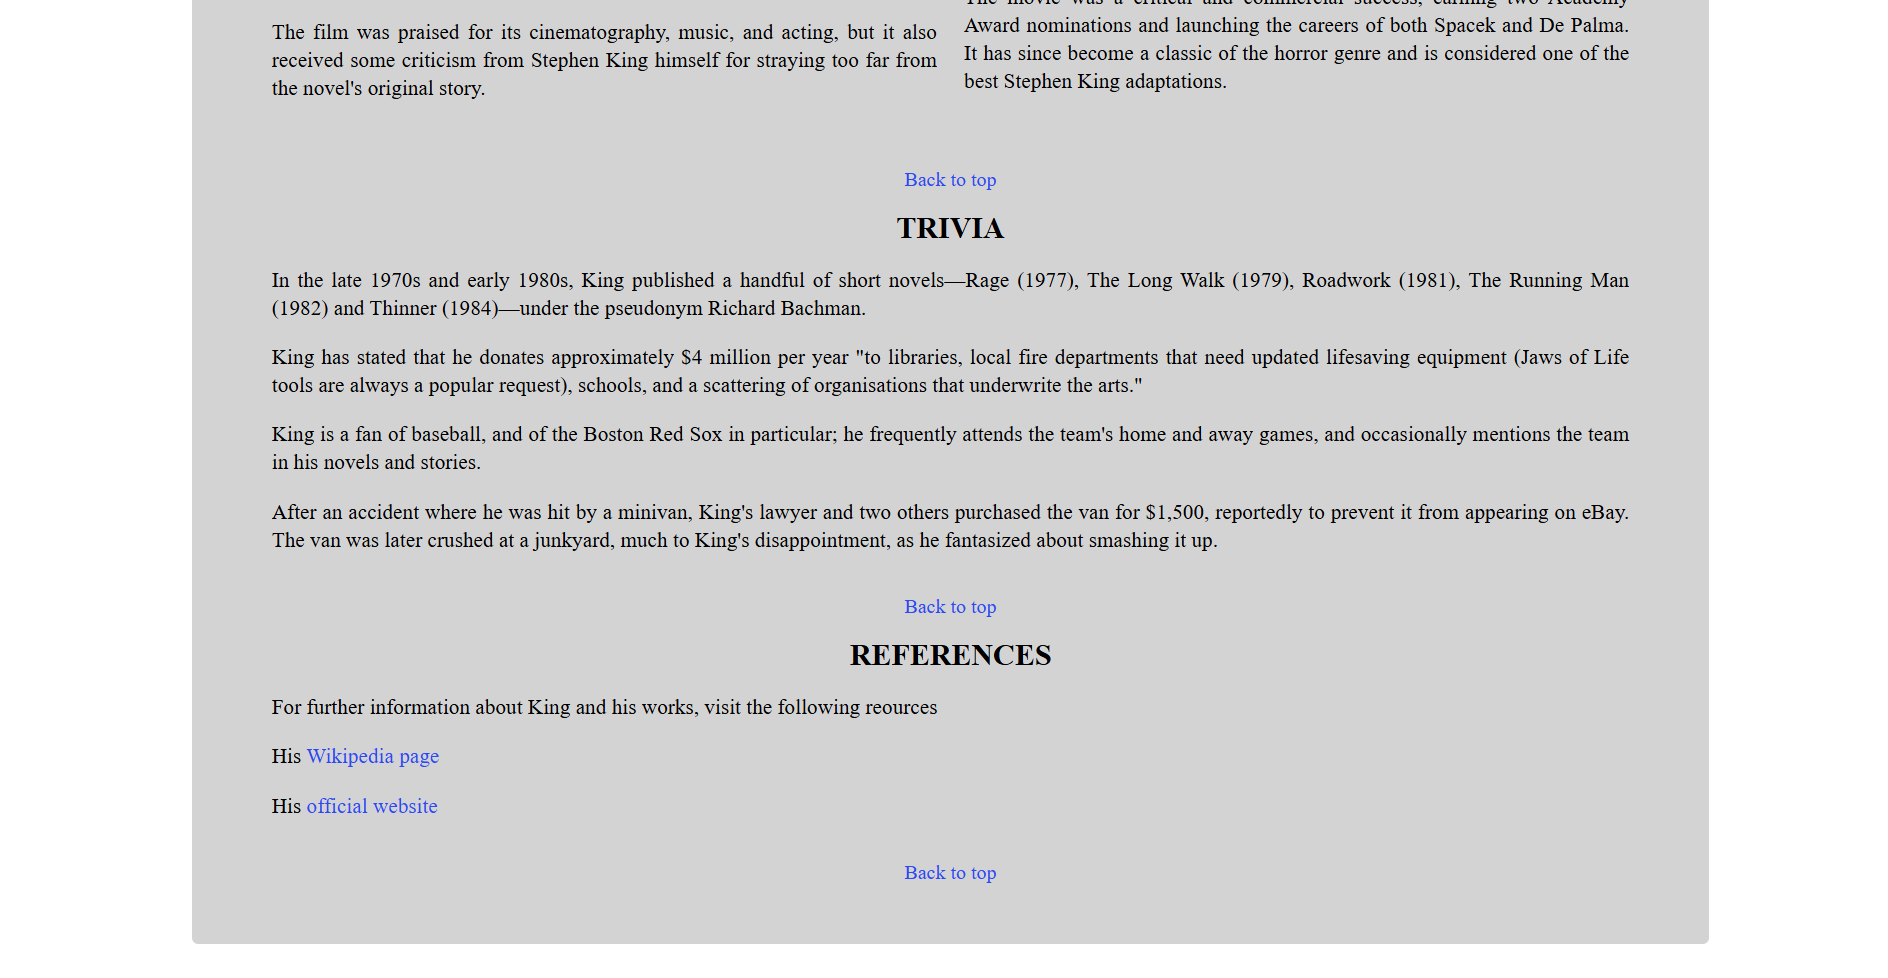 The film was praised for its cinematography, music, and acting, but it also
received some criticism from Stephen King himself for straying too far from
the novel's original story.
The movie was a critical and commercial success, earning two Academy
Award nominations and launching the careers of both Spacek and De Palma.
It has since become a classic of the horror genre and is considered one of the
best Stephen King adaptations.
Back to top
TRIVIA
In the late 1970s and early 1980s, King published a handful of short novels—Rage (1977), The Long Walk (1979), Roadwork (1981), The Running Man
(1982) and Thinner (1984)—under the pseudonym Richard Bachman.
King has stated that he donates approximately $4 million per year "to libraries, local fire departments that need updated lifesaving equipment (Jaws of Life
tools are always a popular request), schools, and a scattering of organisations that underwrite the arts."
King is a fan of baseball, and of the Boston Red Sox in particular; he frequently attends the team's home and away games, and occasionally mentions the team
in his novels and stories.
After an accident where he was hit by a minivan, King's lawyer and two others purchased the van for $1,500, reportedly to prevent it from appearing on eBay.
The van was later crushed at a junkyard, much to King's disappointment, as he fantasized about smashing it up.
Back to top
REFERENCES
For further information about King and his works, visit the following reources
His Wikipedia page
His official website
Back to top